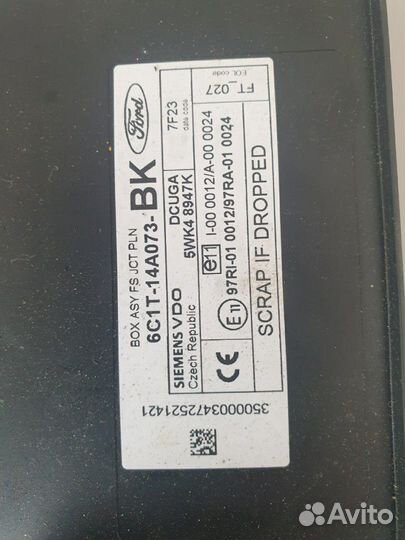 Ford
BOX ASY FS JCT PLN
6C1T-14A073-BK
SIEMENS VDO
Czech Republic
DCUGA
5WK4 8947K
7F23
date code
FT_027
EOL code
CE
e11 I-00 0012/A-00 0024
E 11 97RI-01 0012/97RA-01 0024
SCRAP IF DROPPED
3500003472521421
Avito